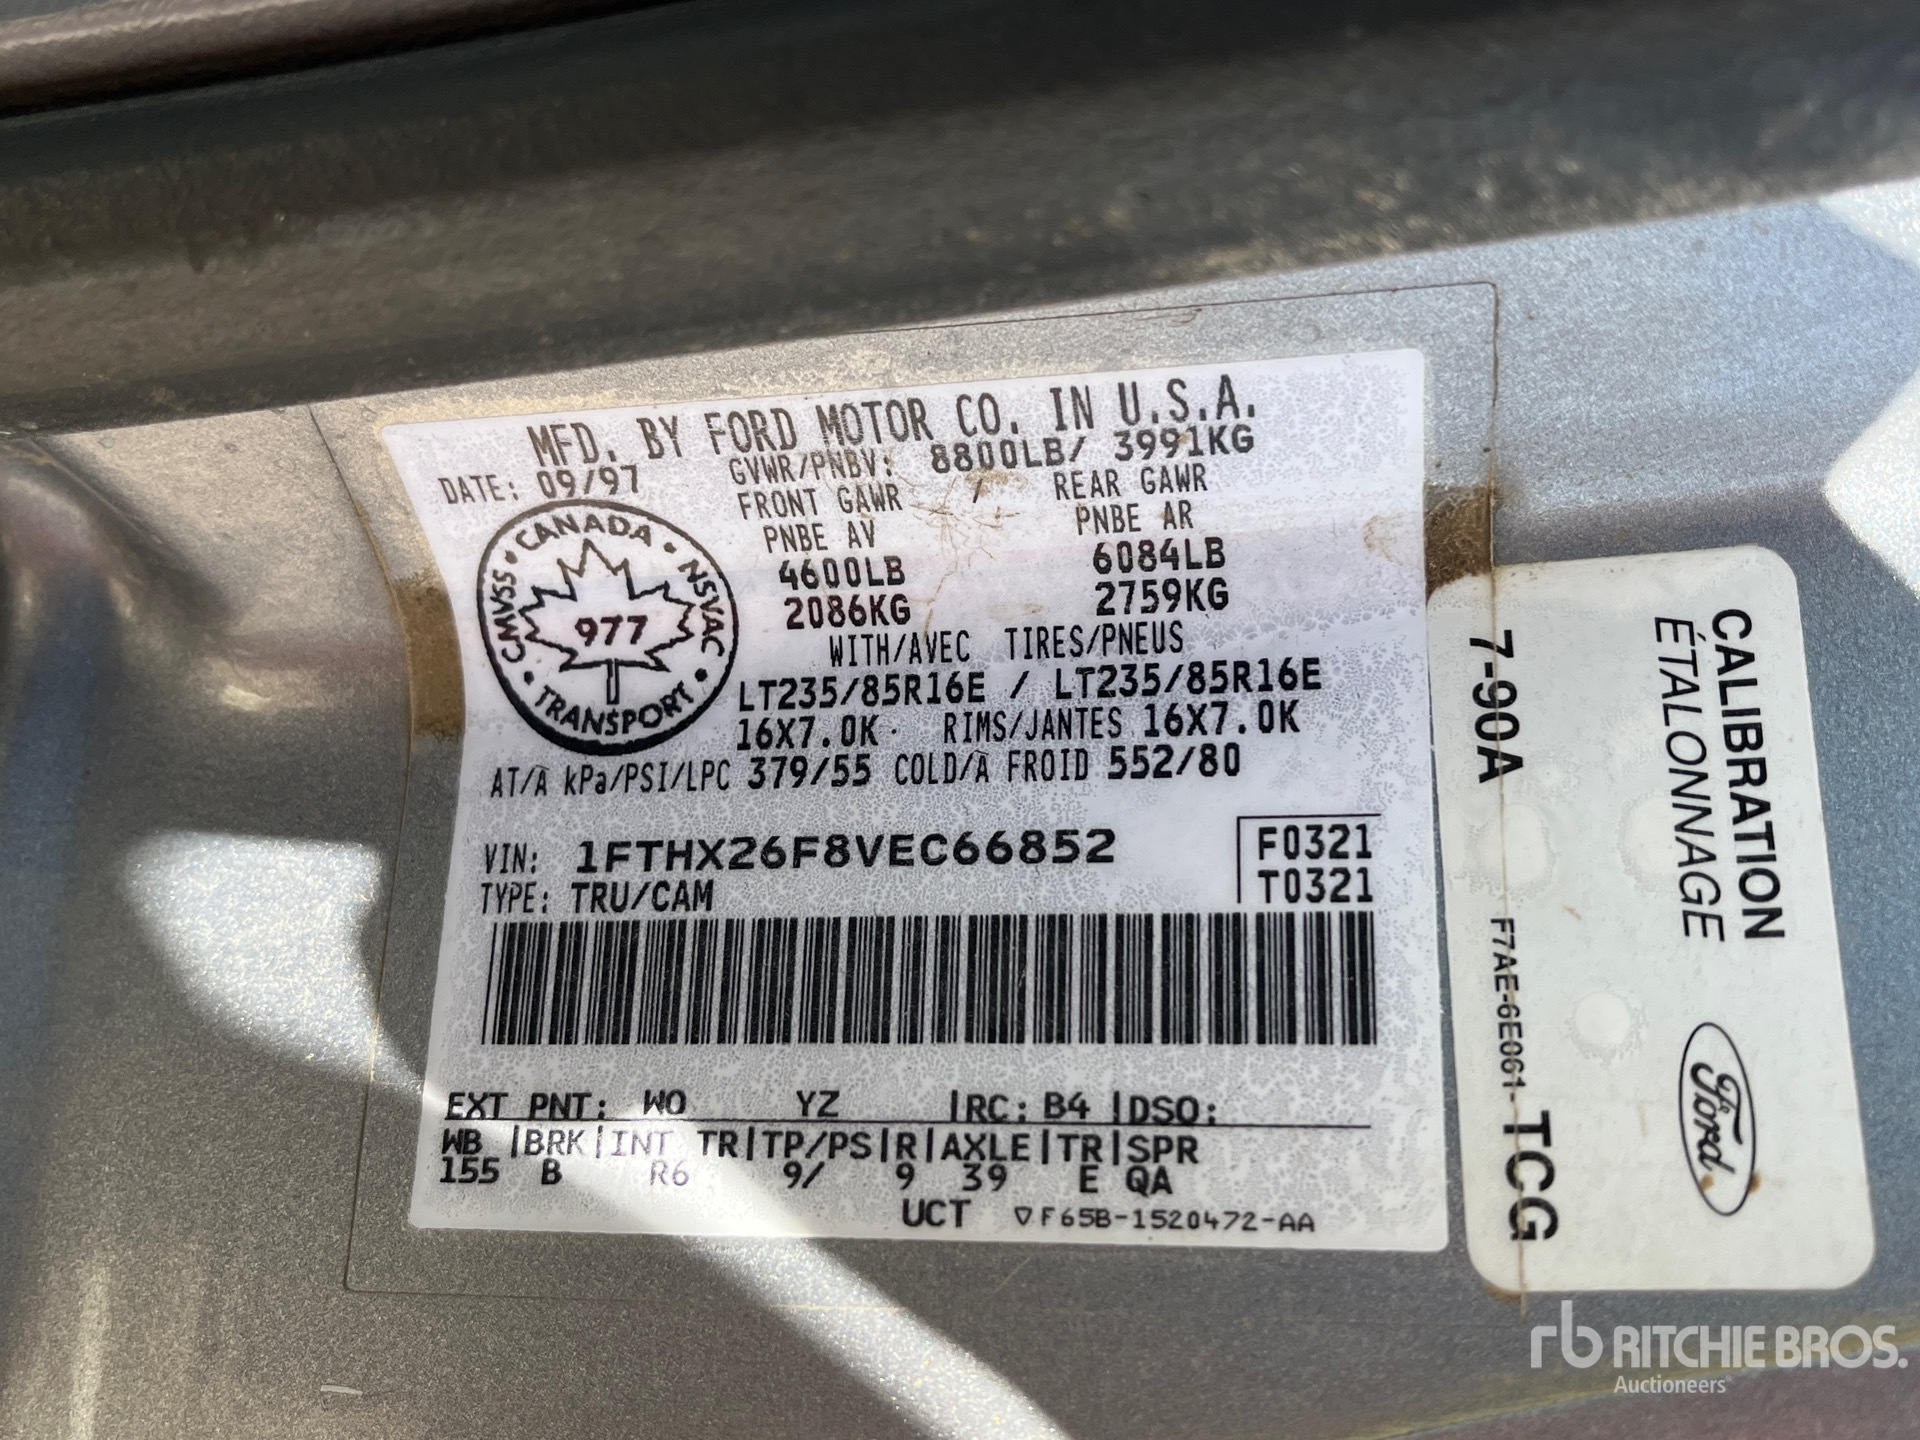 MFD. BY FORD MOTOR CO. IN U.S.A.
DATE: 09/97 GVWR/PNBV: 8800LB/ 3991KG
FRONT GAWR / REAR GAWR
PNBE AV PNBE AR
4600LB 6084LB
2086KG 2759KG
WITH/AVEC TIRES/PNEUS
LT235/85R16E / LT235/85R16E
16X7.0K RIMS/JANTES 16X7.0K
AT/À kPa/PSI/LPC 379/55 COLD/À FROID 552/80
CANADA • NSVAC • TRANSPORT • CMVSS •
977
VIN: 1FTHX26F8VEC66852
TYPE: TRU/CAM
F0321
T0321
EXT PNT: WO YZ |RC: B4 |DSO:
WB |BRK|INT TR|TP/PS|R|AXLE|TR|SPR
155 B R6 9/ 9 39 E QA
UCT ▽F65B-1520472-AA
CALIBRATION
ÉTALONNAGE
Ford
7-90A
F7AE-6E061- TCG
rb RITCHIE BROS.
Auctioneers